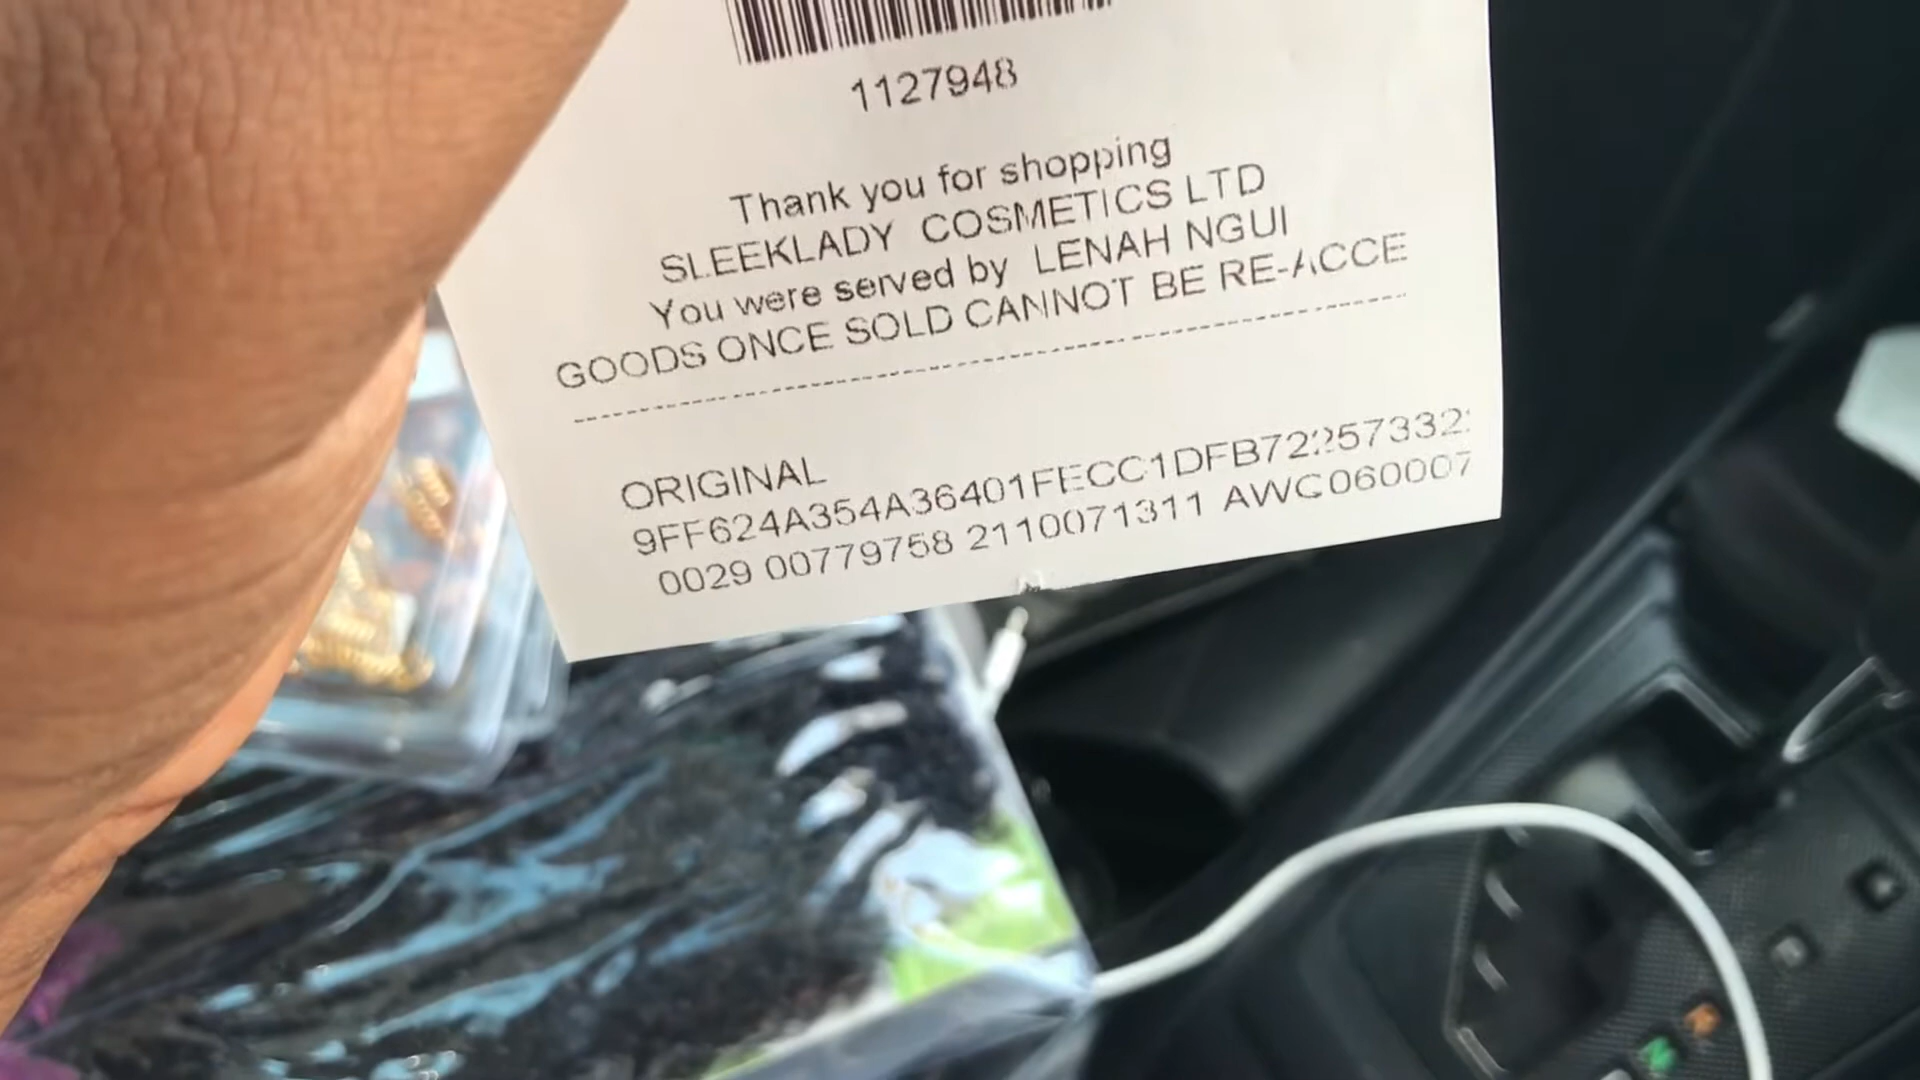 1127948
Thank you for shopping
SLEEKLADY COSMETICS LTD
You were served by LENAH NGUI
GOODS ONCE SOLD CANNOT BE RE-ACCE
ORIGINAL
0029 00779758 2110071311 AWC060007